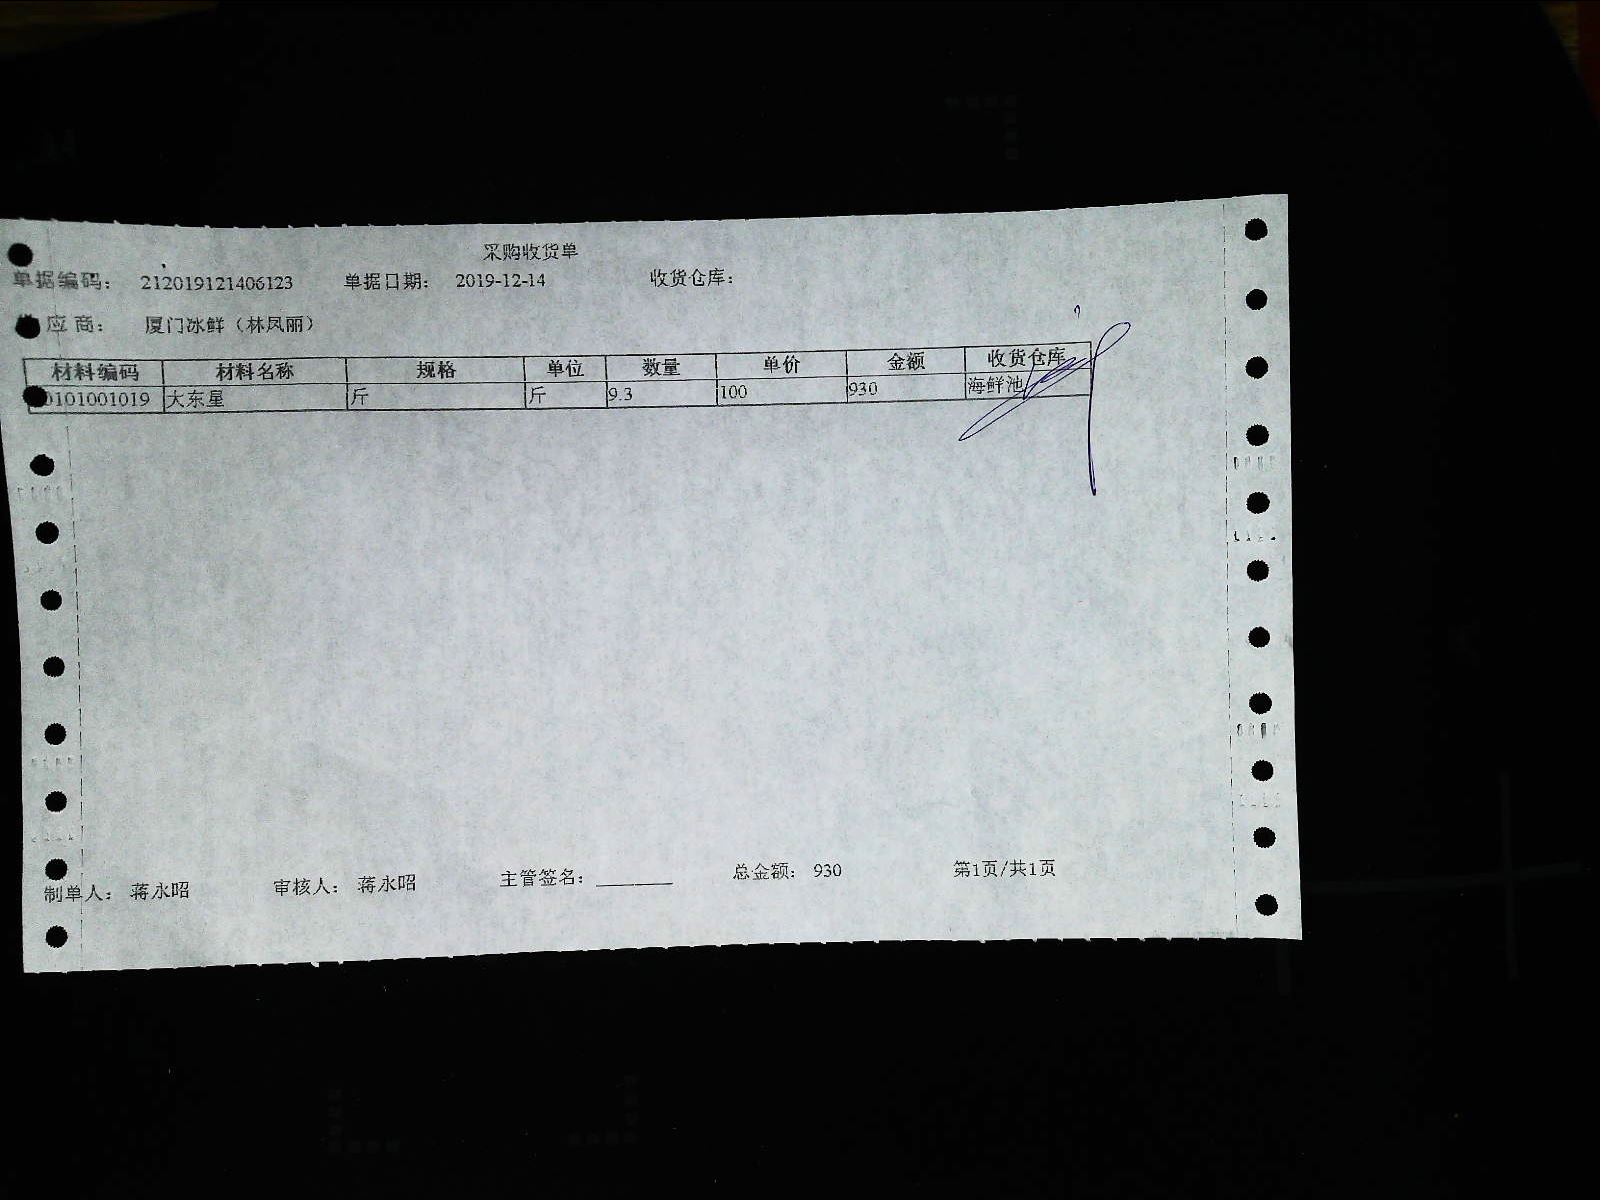 采购收货单
单据编码： 212019121406123 单据日期： 2019-12-14 收货仓库：
应商： 厦门冰鲜（林凤丽）
材料编码 材料名称 规格 单位 数量 单价 金额 收货仓库
0101001019 大东星 斤 斤 9.3 100 930 海鲜池
制单人： 蒋永昭 审核人： 蒋永昭 主管签名：________ 总金额： 930 第1页/共1页